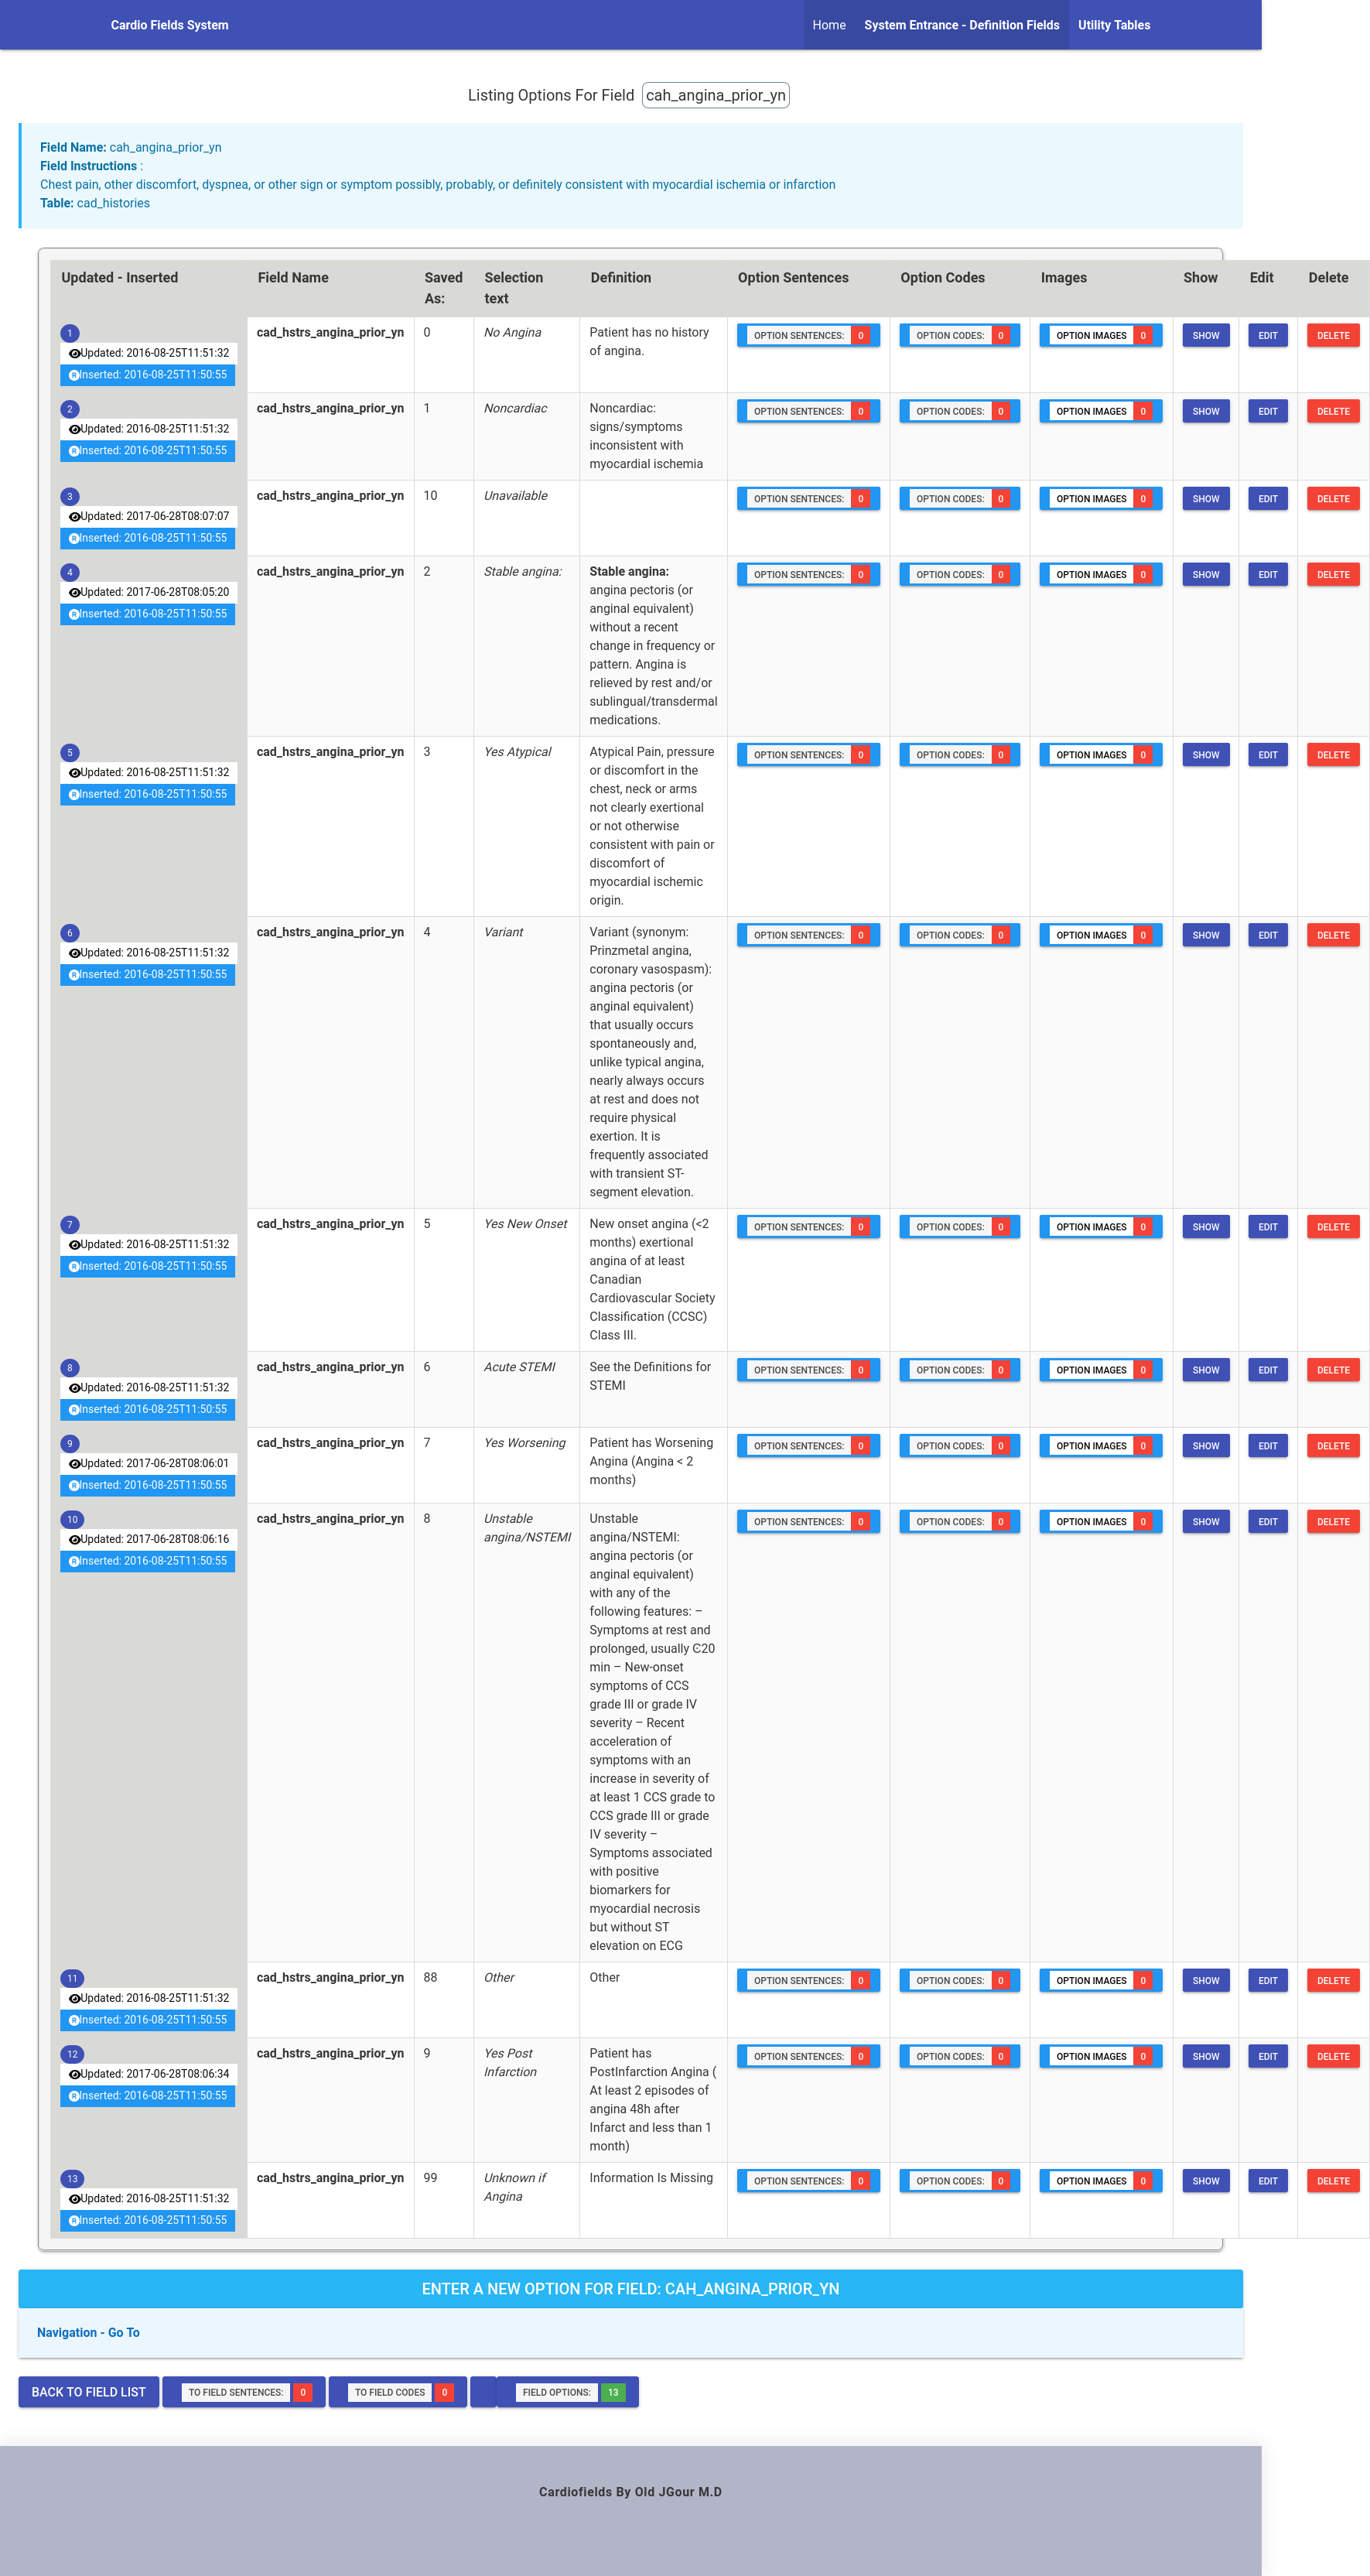 Cardio Fields System
Home System Entrance - Definition Fields Utility Tables
Listing Options For Field cah_angina_prior_yn
Field Name: cah_angina_prior_yn
Field Instructions :
Chest pain, other discomfort, dyspnea, or other sign or symptom possibly, probably, or definitely consistent with myocardial ischemia or infarction
Table: cad_histories
Updated - Inserted Field Name Saved As: Selection text Definition Option Sentences Option Codes Images Show Edit Delete
1
Updated: 2016-08-25T11:51:32
Inserted: 2016-08-25T11:50:55
cad_hstrs_angina_prior_yn 0 No Angina
Patient has no history
of angina.
OPTION SENTENCES: 0 OPTION CODES: 0 OPTION IMAGES 0 SHOW EDIT DELETE
2
Updated: 2016-08-25T11:51:32
Inserted: 2016-08-25T11:50:55
cad_hstrs_angina_prior_yn 1 Noncardiac
Noncardiac:
signs/symptoms
inconsistent with
myocardial ischemia
OPTION SENTENCES: 0 OPTION CODES: 0 OPTION IMAGES 0 SHOW EDIT DELETE
3
Updated: 2017-06-28T08:07:07
Inserted: 2016-08-25T11:50:55
cad_hstrs_angina_prior_yn 10 Unavailable
OPTION SENTENCES: 0 OPTION CODES: 0 OPTION IMAGES 0 SHOW EDIT DELETE
4
Updated: 2017-06-28T08:05:20
Inserted: 2016-08-25T11:50:55
cad_hstrs_angina_prior_yn 2 Stable angina:
Stable angina:
angina pectoris (or
anginal equivalent)
without a recent
change in frequency or
pattern. Angina is
relieved by rest and/or
sublingual/transdermal
medications.
OPTION SENTENCES: 0 OPTION CODES: 0 OPTION IMAGES 0 SHOW EDIT DELETE
5
Updated: 2016-08-25T11:51:32
Inserted: 2016-08-25T11:50:55
cad_hstrs_angina_prior_yn 3 Yes Atypical
Atypical Pain, pressure
or discomfort in the
chest, neck or arms
not clearly exertional
or not otherwise
consistent with pain or
discomfort of
myocardial ischemic
origin.
OPTION SENTENCES: 0 OPTION CODES: 0 OPTION IMAGES 0 SHOW EDIT DELETE
6
Updated: 2016-08-25T11:51:32
Inserted: 2016-08-25T11:50:55
cad_hstrs_angina_prior_yn 4 Variant
Variant (synonym:
Prinzmetal angina,
coronary vasospasm):
angina pectoris (or
anginal equivalent)
that usually occurs
spontaneously and,
unlike typical angina,
nearly always occurs
at rest and does not
require physical
exertion. It is
frequently associated
with transient ST-
segment elevation.
OPTION SENTENCES: 0 OPTION CODES: 0 OPTION IMAGES 0 SHOW EDIT DELETE
7
Updated: 2016-08-25T11:51:32
Inserted: 2016-08-25T11:50:55
cad_hstrs_angina_prior_yn 5 Yes New Onset
New onset angina (<2
months) exertional
angina of at least
Canadian
Cardiovascular Society
Classification (CCSC)
Class III.
OPTION SENTENCES: 0 OPTION CODES: 0 OPTION IMAGES 0 SHOW EDIT DELETE
8
Updated: 2016-08-25T11:51:32
Inserted: 2016-08-25T11:50:55
cad_hstrs_angina_prior_yn 6 Acute STEMI
See the Definitions for
STEMI
OPTION SENTENCES: 0 OPTION CODES: 0 OPTION IMAGES 0 SHOW EDIT DELETE
9
Updated: 2017-06-28T08:06:01
Inserted: 2016-08-25T11:50:55
cad_hstrs_angina_prior_yn 7 Yes Worsening
Patient has Worsening
Angina (Angina < 2
months)
OPTION SENTENCES: 0 OPTION CODES: 0 OPTION IMAGES 0 SHOW EDIT DELETE
10
Updated: 2017-06-28T08:06:16
Inserted: 2016-08-25T11:50:55
cad_hstrs_angina_prior_yn 8 Unstable angina/NSTEMI
Unstable
angina/NSTEMI:
angina pectoris (or
anginal equivalent)
with any of the
following features: –
Symptoms at rest and
prolonged, usually Є20
min – New-onset
symptoms of CCS
grade III or grade IV
severity – Recent
acceleration of
symptoms with an
increase in severity of
at least 1 CCS grade to
CCS grade III or grade
IV severity –
Symptoms associated
with positive
biomarkers for
myocardial necrosis
but without ST
elevation on ECG
OPTION SENTENCES: 0 OPTION CODES: 0 OPTION IMAGES 0 SHOW EDIT DELETE
11
Updated: 2016-08-25T11:51:32
Inserted: 2016-08-25T11:50:55
cad_hstrs_angina_prior_yn 88 Other
Other
OPTION SENTENCES: 0 OPTION CODES: 0 OPTION IMAGES 0 SHOW EDIT DELETE
12
Updated: 2017-06-28T08:06:34
Inserted: 2016-08-25T11:50:55
cad_hstrs_angina_prior_yn 9 Yes Post Infarction
Patient has
PostInfarction Angina (
At least 2 episodes of
angina 48h after
Infarct and less than 1
month)
OPTION SENTENCES: 0 OPTION CODES: 0 OPTION IMAGES 0 SHOW EDIT DELETE
13
Updated: 2016-08-25T11:51:32
Inserted: 2016-08-25T11:50:55
cad_hstrs_angina_prior_yn 99 Unknown if Angina
Information Is Missing
OPTION SENTENCES: 0 OPTION CODES: 0 OPTION IMAGES 0 SHOW EDIT DELETE
ENTER A NEW OPTION FOR FIELD: CAH_ANGINA_PRIOR_YN
Navigation - Go To
BACK TO FIELD LIST TO FIELD SENTENCES: 0 TO FIELD CODES 0 FIELD OPTIONS: 13
Cardiofields By Old JGour M.D